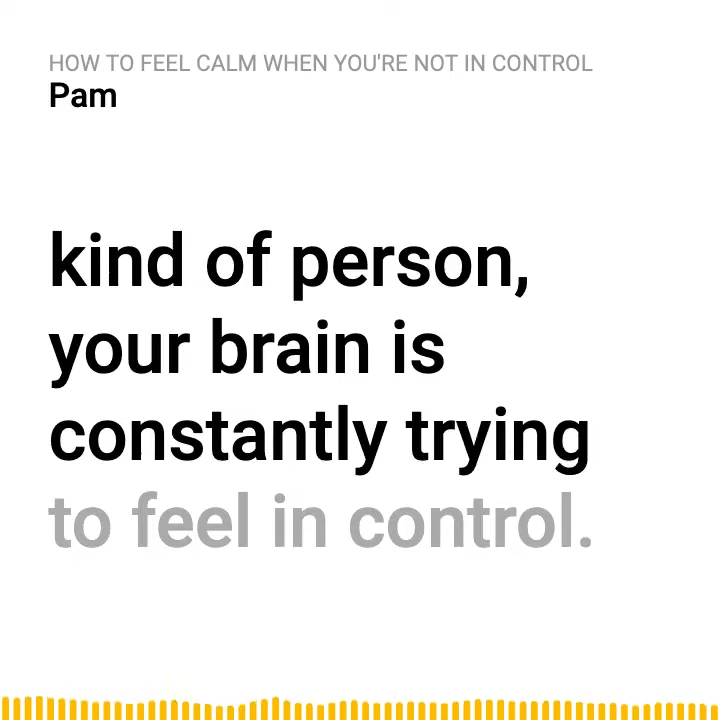 HOW TO FEEL CALM WHEN YOU'RE NOT IN CONTROL
Pam
kind of person,
your brain is
constantly trying
to feel in control.